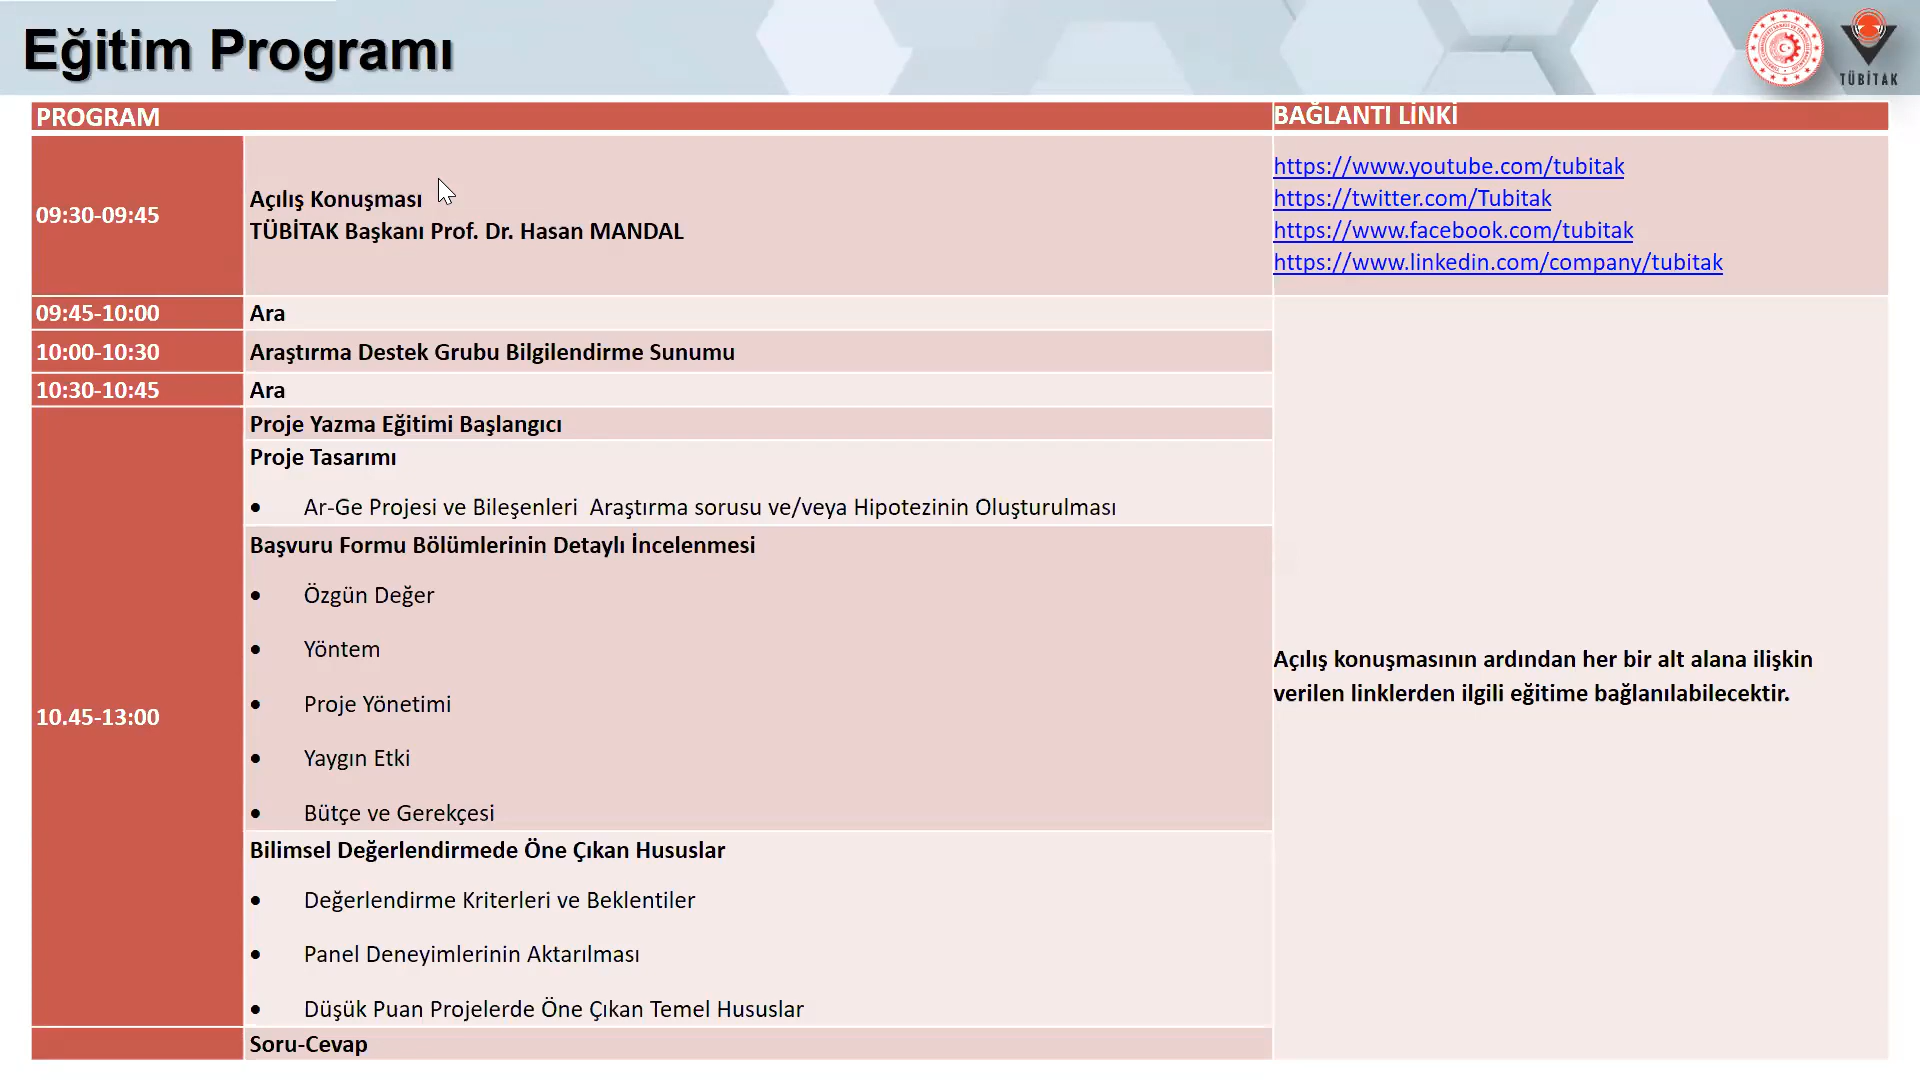 Eğitim Programı
TÜBİTAK
PROGRAM
BAĞLANTI LİNKİ
09:30-09:45
Açılış Konuşması
TÜBİTAK Başkanı Prof. Dr. Hasan MANDAL
https://www.youtube.com/tubitak
https://twitter.com/Tubitak
https://www.facebook.com/tubitak
https://www.linkedin.com/company/tubitak
09:45-10:00
Ara
10:00-10:30
Araştırma Destek Grubu Bilgilendirme Sunumu
10:30-10:45
Ara
10.45-13:00
Proje Yazma Eğitimi Başlangıcı
Proje Tasarımı
• Ar-Ge Projesi ve Bileşenleri Araştırma sorusu ve/veya Hipotezinin Oluşturulması
Başvuru Formu Bölümlerinin Detaylı İncelenmesi
• Özgün Değer
• Yöntem
• Proje Yönetimi
• Yaygın Etki
• Bütçe ve Gerekçesi
Bilimsel Değerlendirmede Öne Çıkan Hususlar
• Değerlendirme Kriterleri ve Beklentiler
• Panel Deneyimlerinin Aktarılması
• Düşük Puan Projelerde Öne Çıkan Temel Hususlar
Soru-Cevap
Açılış konuşmasının ardından her bir alt alana ilişkin
verilen linklerden ilgili eğitime bağlanılabilecektir.